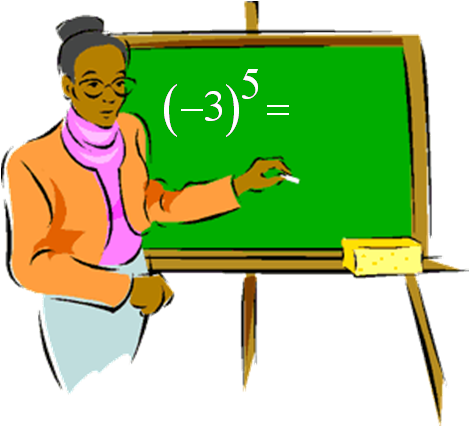 (−3)⁵ =